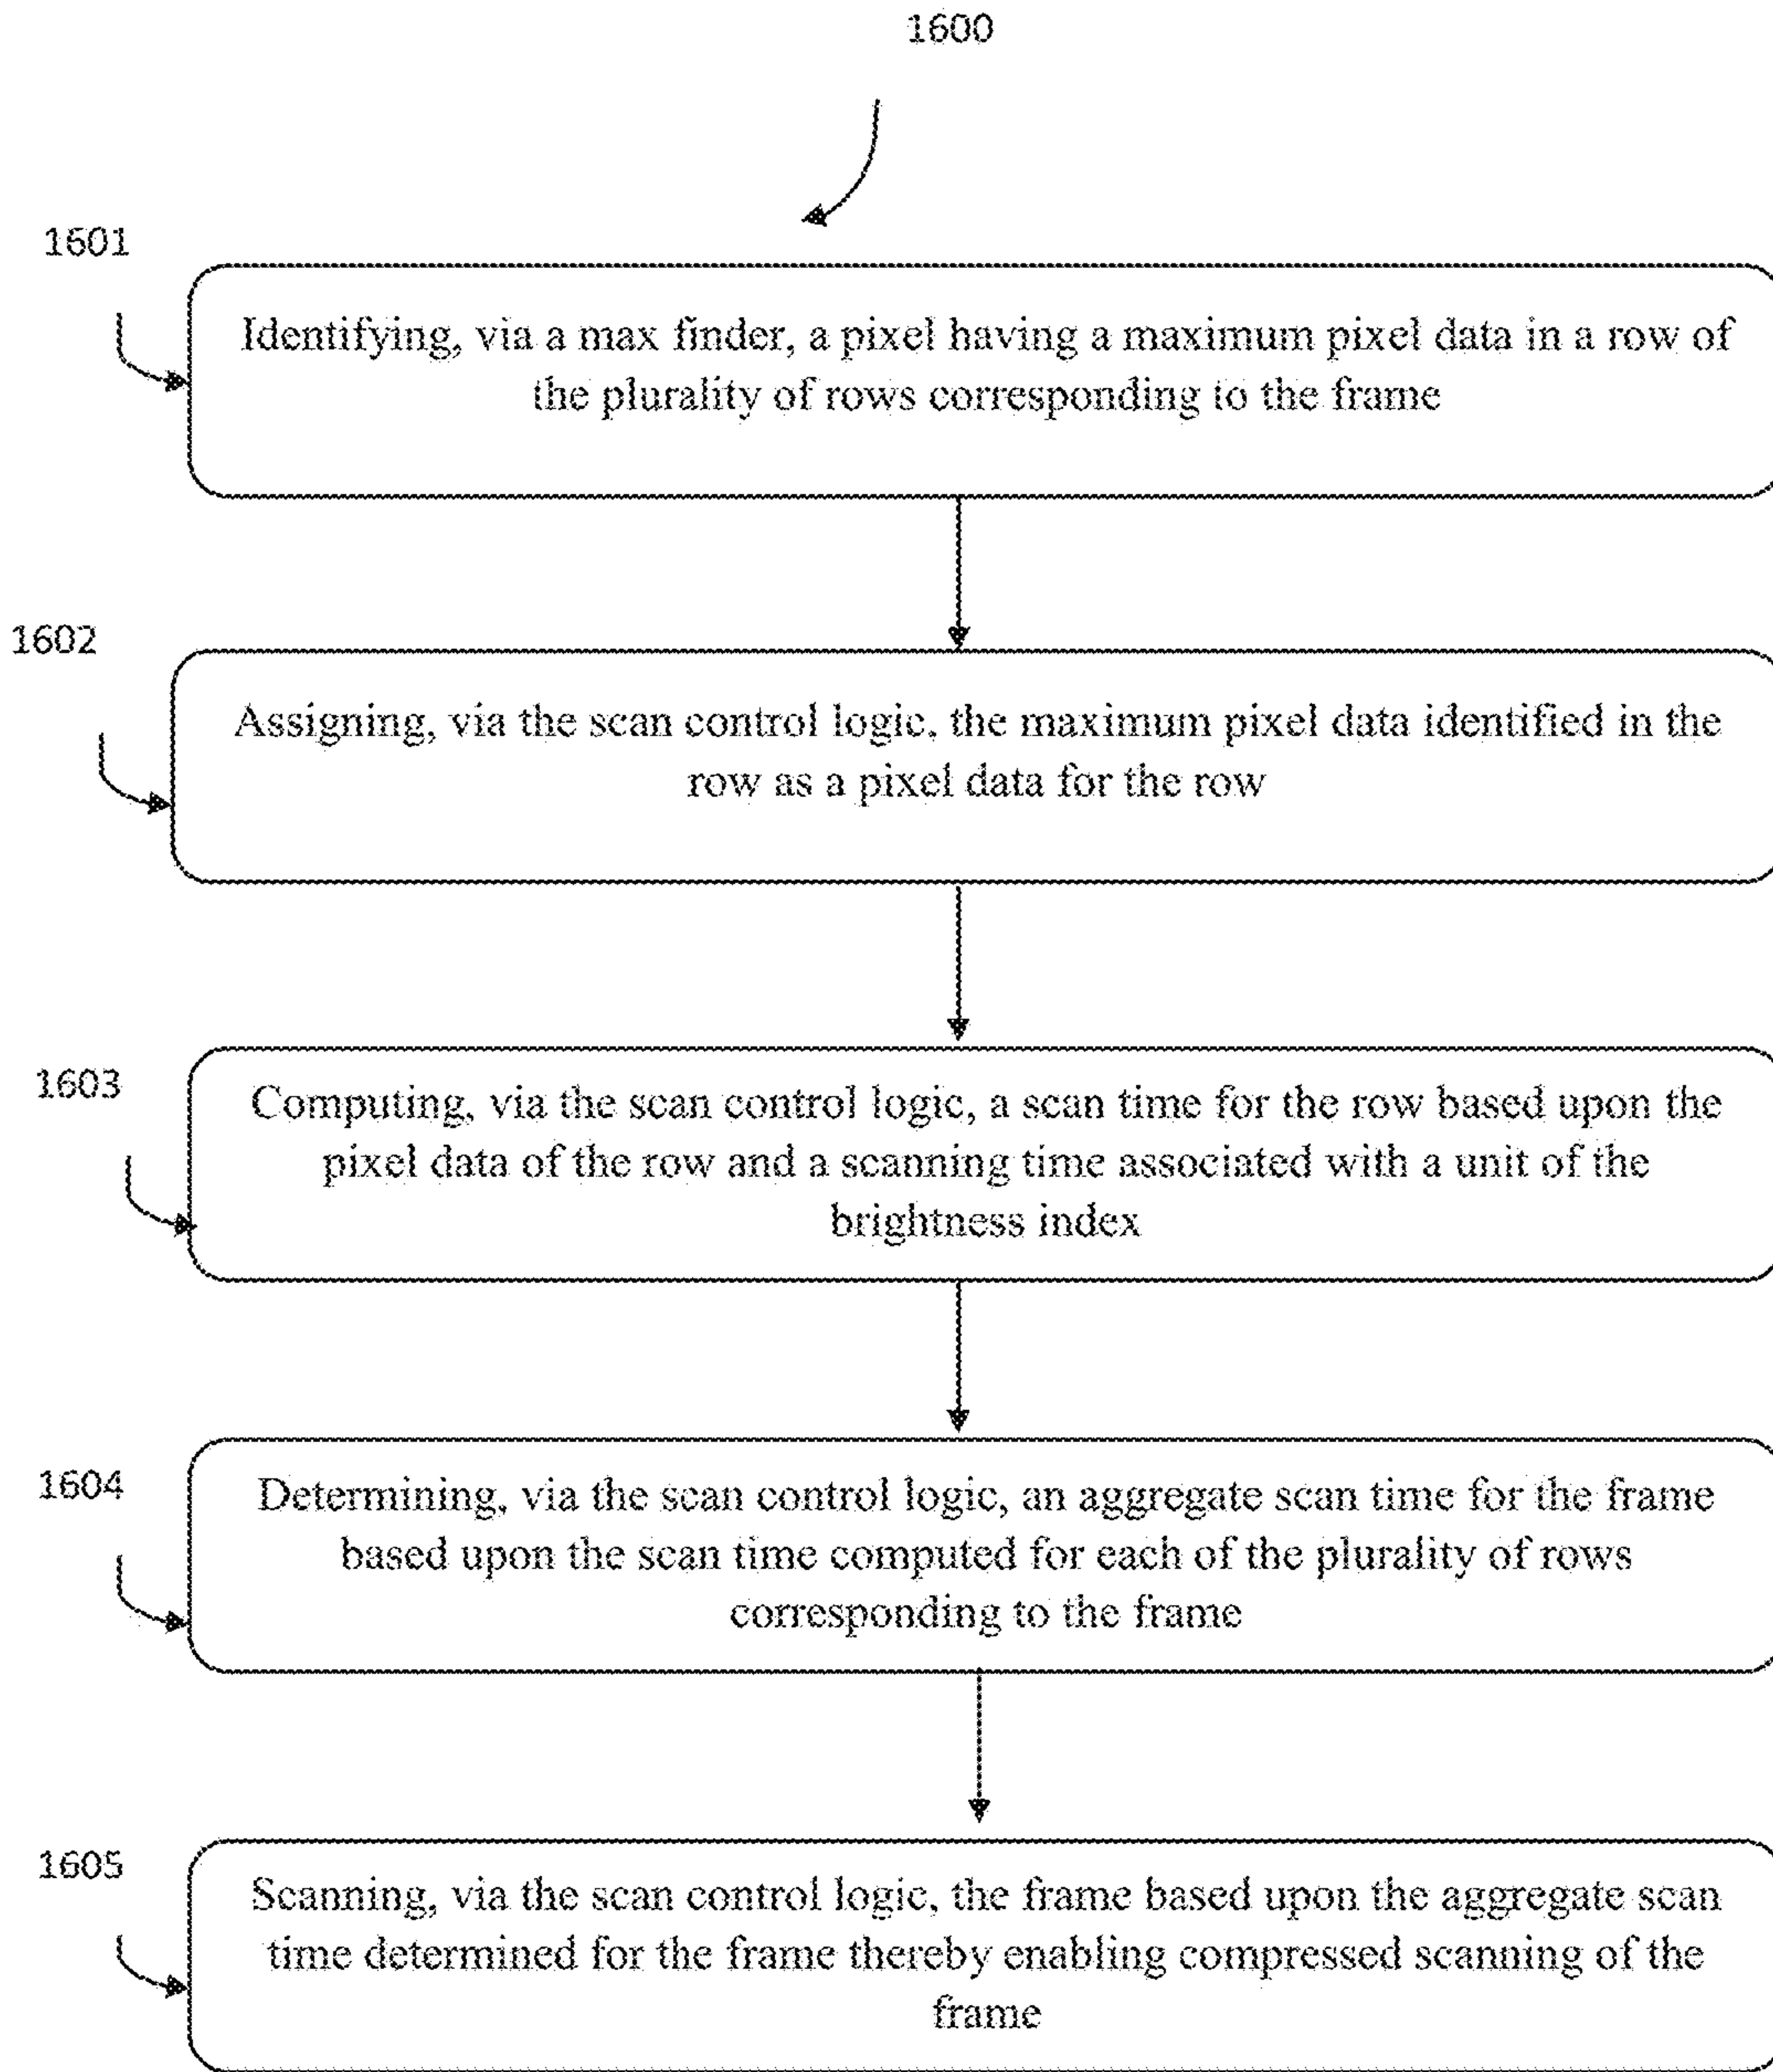 1600
1601
Identifying, via a max finder, a pixel having a maximum pixel data in a row of
the plurality of rows corresponding to the frame
1602
Assigning, via the scan control logic, the maximum pixel data identified in the
row as a pixel data for the row
1603
Computing, via the scan control logic, a scan time for the row based upon the
pixel data of the row and a scanning time associated with a unit of the
brightness index
1604
Determining, via the scan control logic, an aggregate scan time for the frame
based upon the scan time computed for each of the plurality of rows
corresponding to the frame
1605
Scanning, via the scan control logic, the frame based upon the aggregate scan
time determined for the frame thereby enabling compressed scanning of the
frame